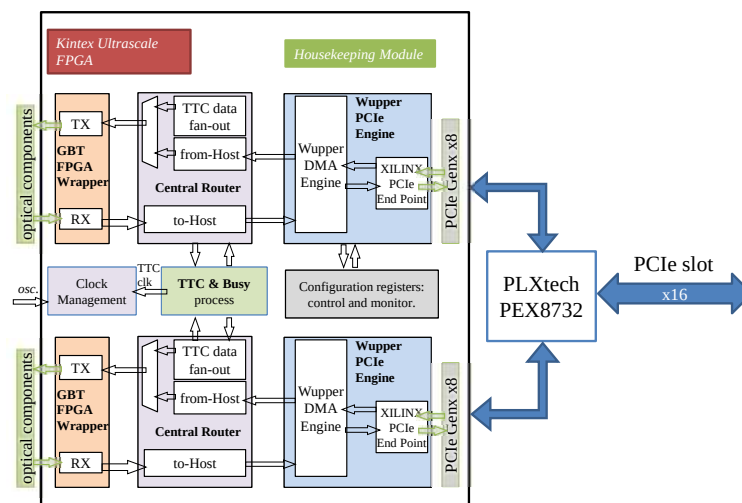 Kintex Ultrascale
FPGA
Housekeeping Module
optical components
TX
GBT
FPGA
Wrapper
RX
TTC data
fan-out
from-Host
Central Router
to-Host
Wupper
DMA
Engine
Wupper
PCIe
Engine
XILINX
PCIe
End Point
PCIe Genx x8
osc.
Clock
Management
TTC
clk
TTC & Busy
process
Configuration registers:
control and monitor.
PLXtech
PEX8732
PCIe slot
x16
optical components
TX
GBT
FPGA
Wrapper
RX
TTC data
fan-out
from-Host
Central Router
to-Host
Wupper
DMA
Engine
Wupper
PCIe
Engine
XILINX
PCIe
End Point
PCIe Genx x8